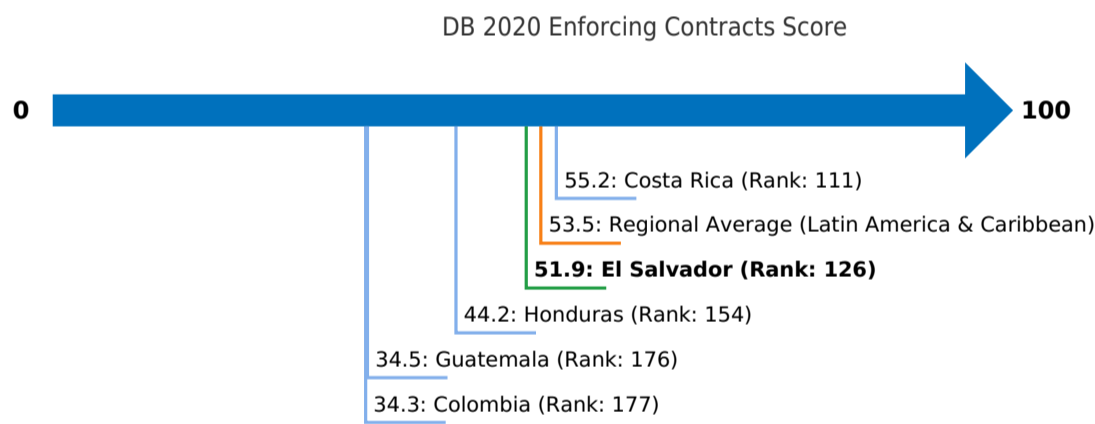 DB 2020 Enforcing Contracts Score
0
100
55.2: Costa Rica (Rank: 111)
53.5: Regional Average (Latin America & Caribbean)
51.9: El Salvador (Rank: 126)
44.2: Honduras (Rank: 154)
34.5: Guatemala (Rank: 176)
34.3: Colombia (Rank: 177)